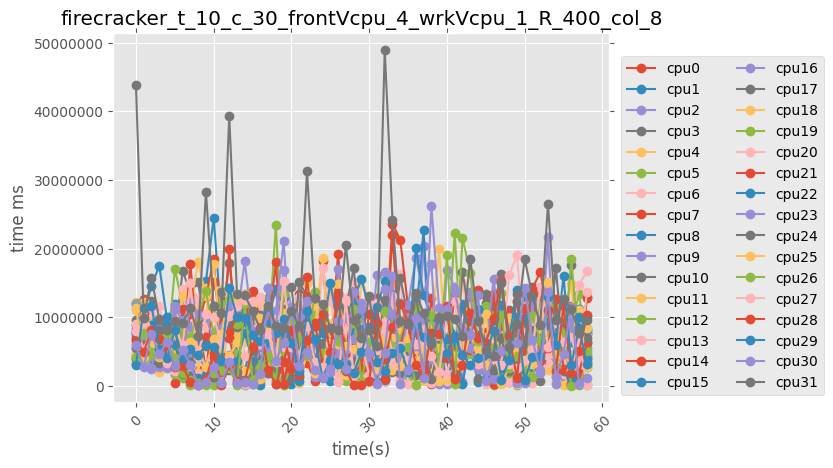 firecracker_t_10_c_30_frontVcpu_4_wrkVcpu_1_R_400_col_8
50000000
40000000
30000000
20000000
10000000
0
time ms
0
10
20
30
40
50
60
time(s)
cpu0
cpu1
cpu2
cpu3
cpu4
cpu5
cpu6
cpu7
cpu8
cpu9
cpu10
cpu11
cpu12
cpu13
cpu14
cpu15
cpu16
cpu17
cpu18
cpu19
cpu20
cpu21
cpu22
cpu23
cpu24
cpu25
cpu26
cpu27
cpu28
cpu29
cpu30
cpu31